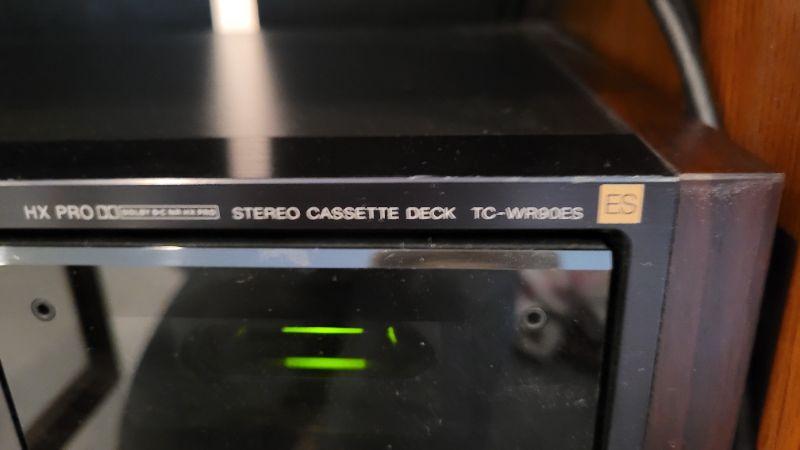 HX PRO DOLBY B·C NR HX PRO STEREO CASSETTE DECK TC-WR90ES ES